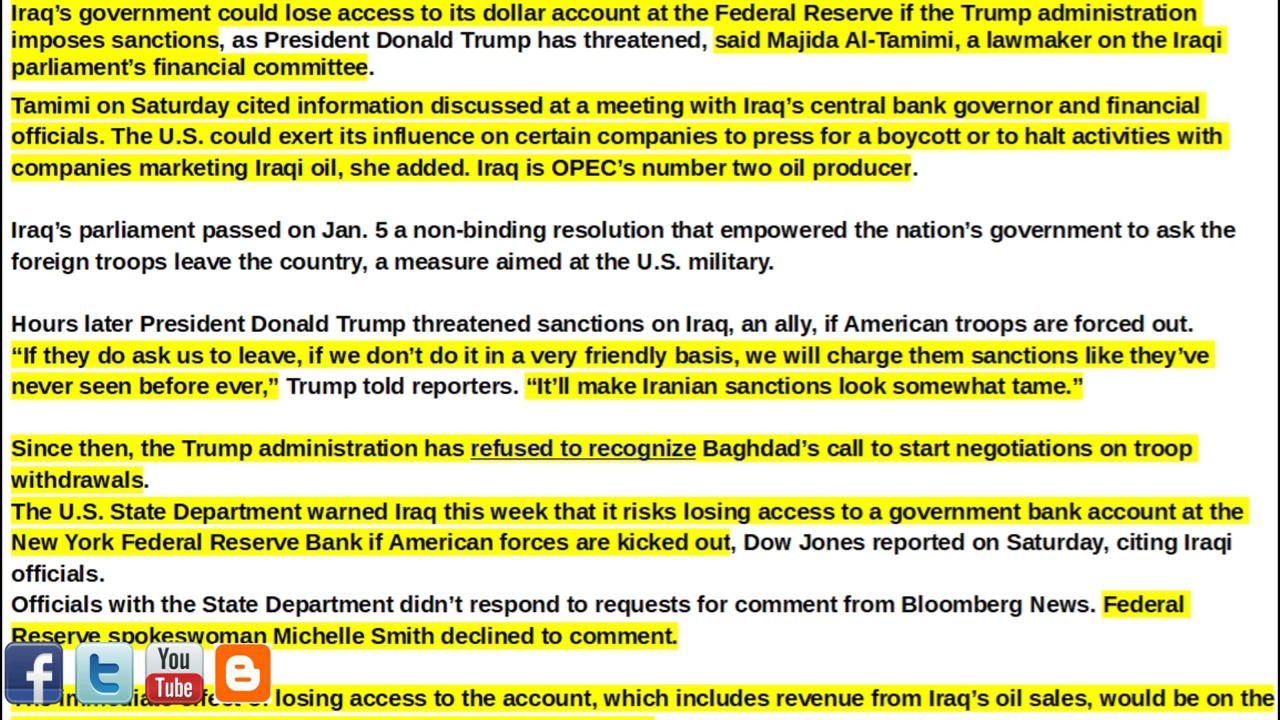 Iraq’s government could lose access to its dollar account at the Federal Reserve if the Trump administration
imposes sanctions, as President Donald Trump has threatened, said Majida Al-Tamimi, a lawmaker on the Iraqi
parliament’s financial committee.
Tamimi on Saturday cited information discussed at a meeting with Iraq’s central bank governor and financial
officials. The U.S. could exert its influence on certain companies to press for a boycott or to halt activities with
companies marketing Iraqi oil, she added. Iraq is OPEC’s number two oil producer.
Iraq’s parliament passed on Jan. 5 a non-binding resolution that empowered the nation’s government to ask the
foreign troops leave the country, a measure aimed at the U.S. military.
Hours later President Donald Trump threatened sanctions on Iraq, an ally, if American troops are forced out.
“If they do ask us to leave, if we don’t do it in a very friendly basis, we will charge them sanctions like they’ve
never seen before ever,” Trump told reporters. “It’ll make Iranian sanctions look somewhat tame.”
Since then, the Trump administration has refused to recognize Baghdad’s call to start negotiations on troop
withdrawals.
The U.S. State Department warned Iraq this week that it risks losing access to a government bank account at the
New York Federal Reserve Bank if American forces are kicked out, Dow Jones reported on Saturday, citing Iraqi
officials.
Officials with the State Department didn’t respond to requests for comment from Bloomberg News. Federal
Reserve spokeswoman Michelle Smith declined to comment.
You
Tube
losing access to the account, which includes revenue from Iraq’s oil sales, would be on the